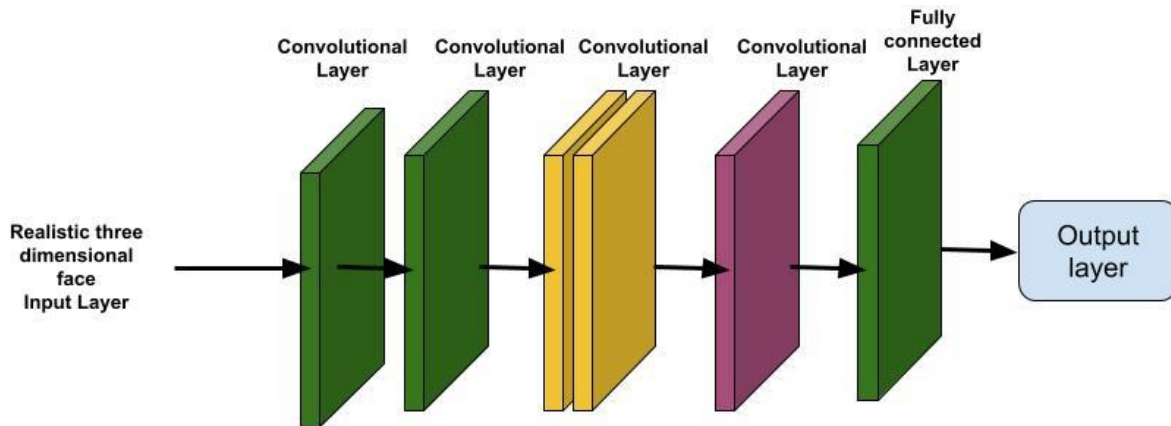 Realistic three
dimensional
face
Input Layer
Convolutional
Layer
Convolutional
Layer
Convolutional
Layer
Convolutional
Layer
Fully
connected
Layer
Output
layer